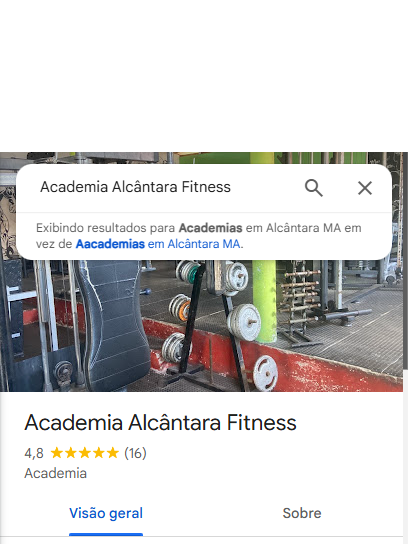 Academia Alcântara Fitness
Exibindo resultados para Academias em Alcântara MA em
vez de Aacademias em Alcântara MA.
Academia Alcântara Fitness
4,8 ★★★★★ (16)
Academia
Visão geral Sobre